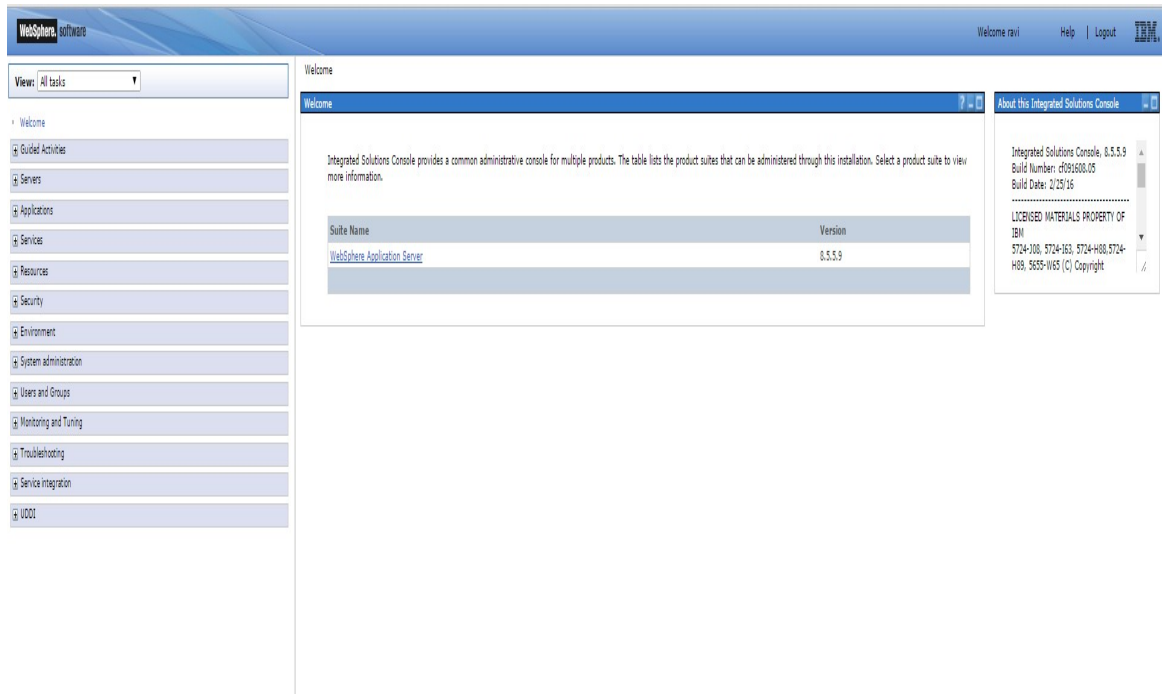 WebSphere. software
Welcome ravi Help | Logout IBM.
View: All tasks
Welcome
Guided Activities
Servers
Applications
Services
Resources
Security
Environment
System administration
Users and Groups
Monitoring and Tuning
Troubleshooting
Service integration
UDDI
Welcome
Welcome
Integrated Solutions Console provides a common administrative console for multiple products. The table lists the product suites that can be administered through this installation. Select a product suite to view
more information.
Suite Name Version
WebSphere Application Server 8.5.5.9
About this Integrated Solutions Console
Integrated Solutions Console, 8.5.5.9
Build Number: cf091608.05
Build Date: 2/25/16
----------------------------------
LICENSED MATERIALS PROPERTY OF
IBM
5724-J08, 5724-I63, 5724-H88,5724-
H89, 5655-W65 (C) Copyright